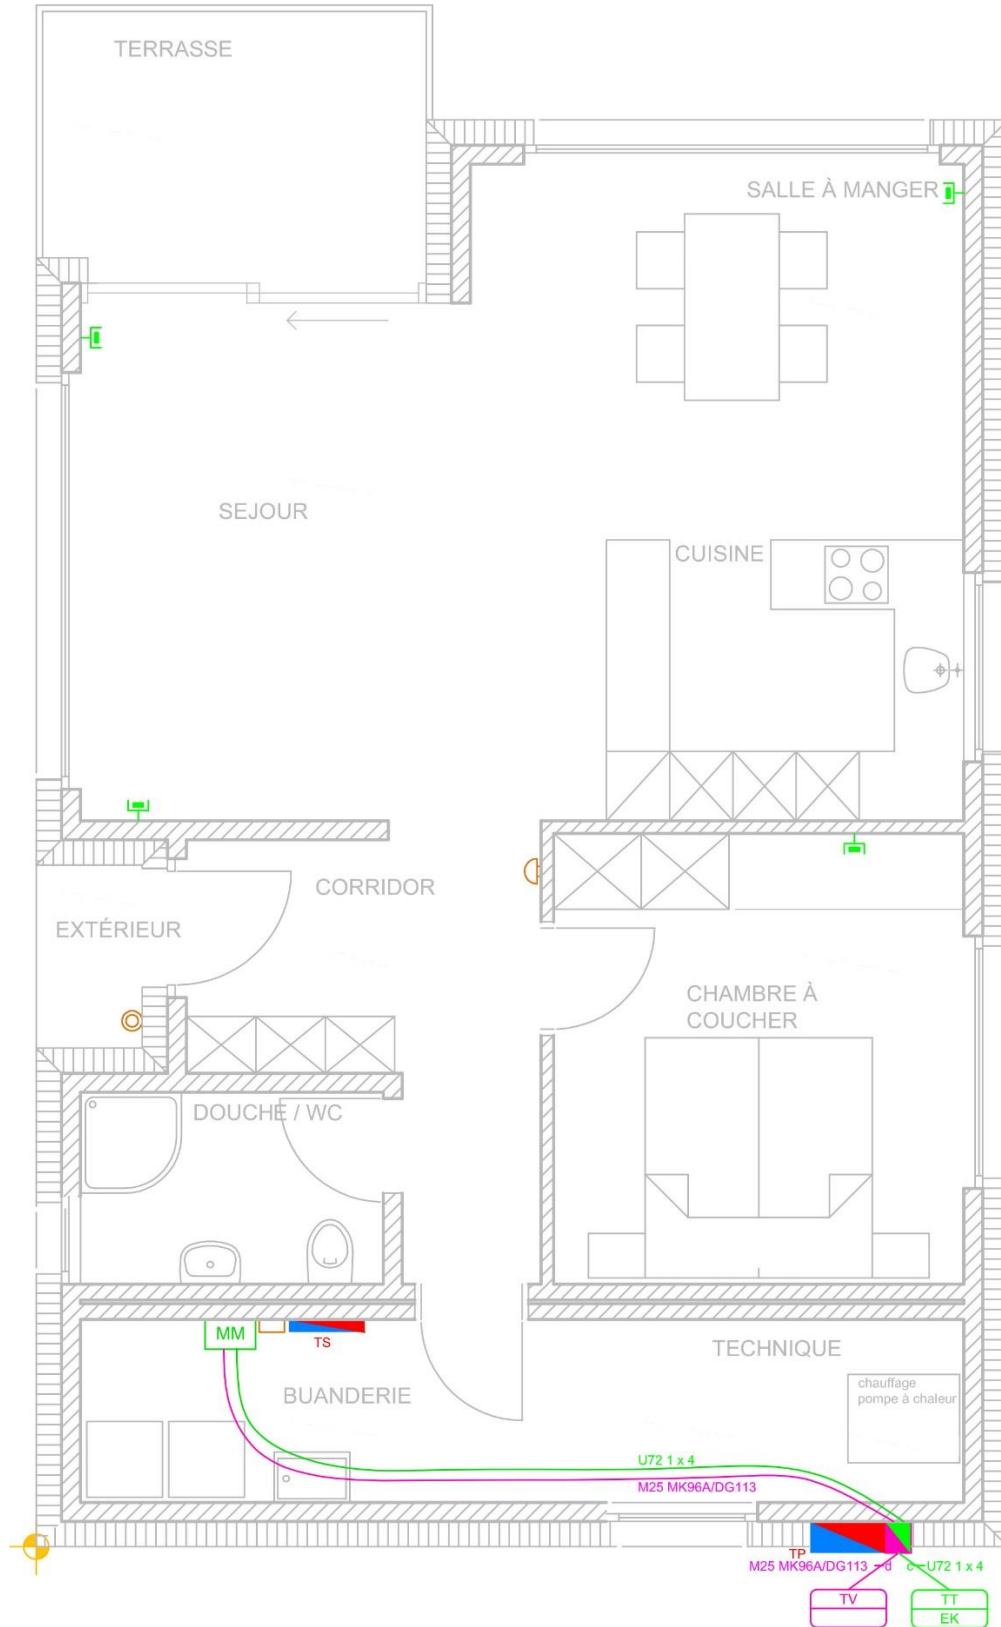 TERRASSE
SALLE À MANGER
SEJOUR
CUISINE
CORRIDOR
EXTÉRIEUR
CHAMBRE À
COUCHER
DOUCHE / WC
MM
TS
TECHNIQUE
BUANDERIE
chauffage
pompe à chaleur
U72 1 x 4
M25 MK96A/DG113
TP
M25 MK96A/DG113 d c U72 1 x 4
TV
TT
EK